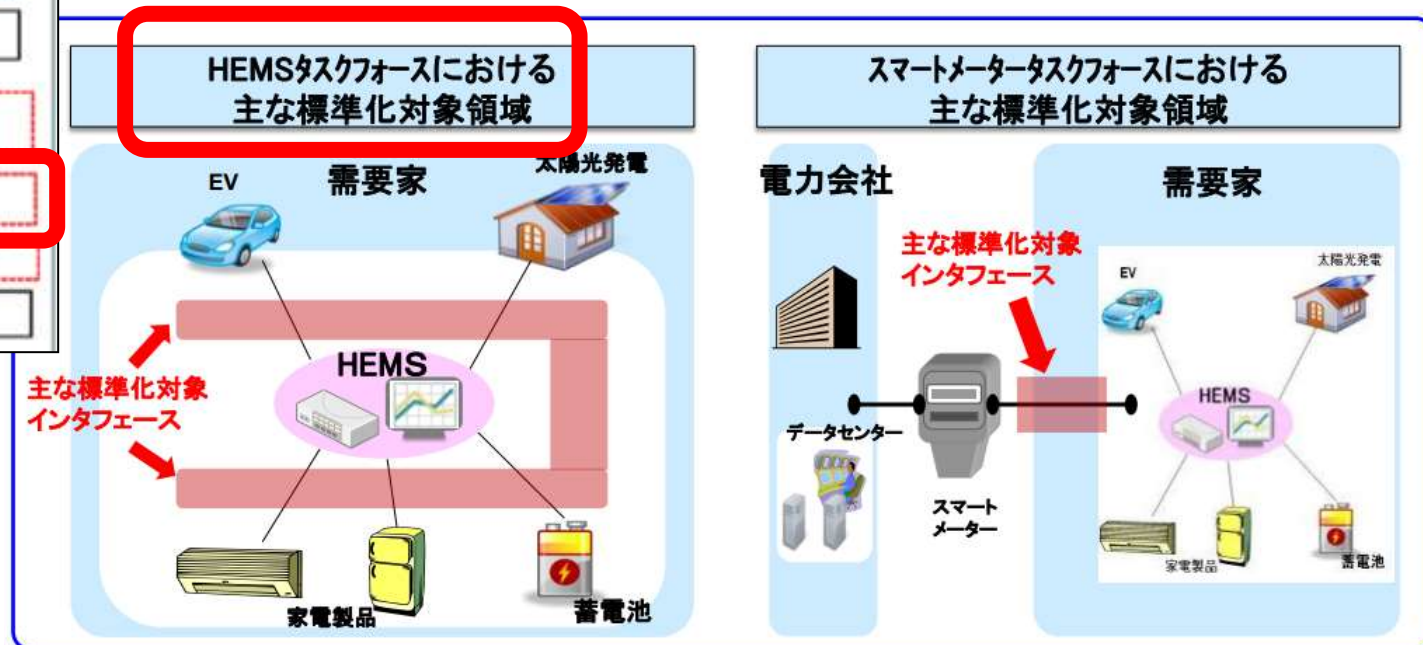 HEMSタスクフォースにおける
主な標準化対象領域
EV
需要家
太陽光発電
主な標準化対象
インタフェース
HEMS
家電製品
蓄電池
スマートメータータスクフォースにおける
主な標準化対象領域
電力会社
需要家
主な標準化対象
インタフェース
データセンター
スマート
メーター
EV
太陽光発電
HEMS
家電製品
蓄電池